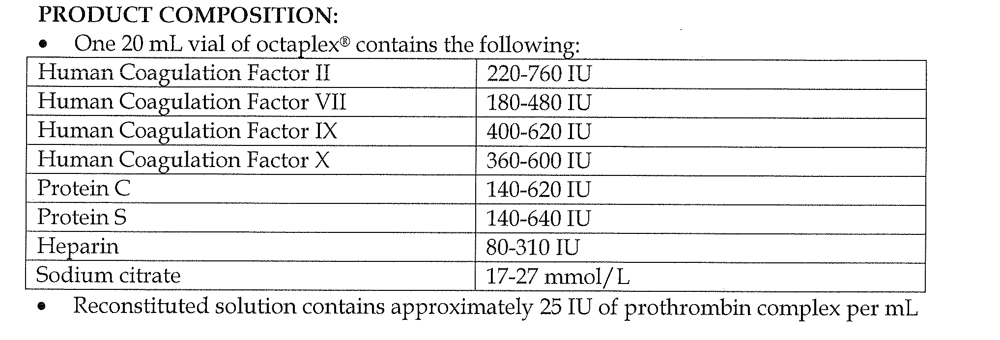 PRODUCT COMPOSITION:
• One 20 mL vial of octaplex® contains the following:
Human Coagulation Factor II 220-760 IU
Human Coagulation Factor VII 180-480 IU
Human Coagulation Factor IX 400-620 IU
Human Coagulation Factor X 360-600 IU
Protein C 140-620 IU
Protein S 140-640 IU
Heparin 80-310 IU
Sodium citrate 17-27 mmol/L
• Reconstituted solution contains approximately 25 IU of prothrombin complex per mL